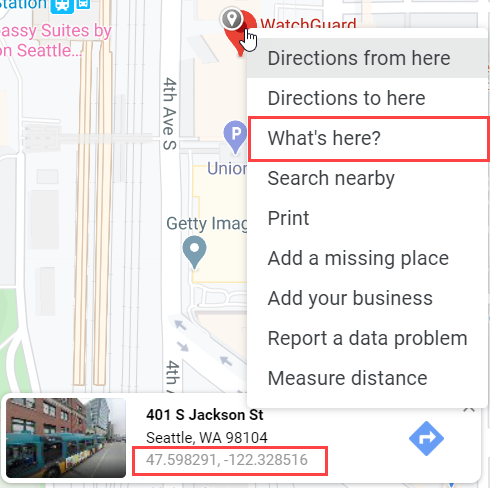 Station
WatchGuard
assy Suites by
on Seattle...
4th Ave S
P
Union
Getty Imag
4th A
Directions from here
Directions to here
What's here?
Search nearby
Print
Add a missing place
Add your business
Report a data problem
Measure distance
401 S Jackson St
Seattle, WA 98104
47.598291, -122.328516